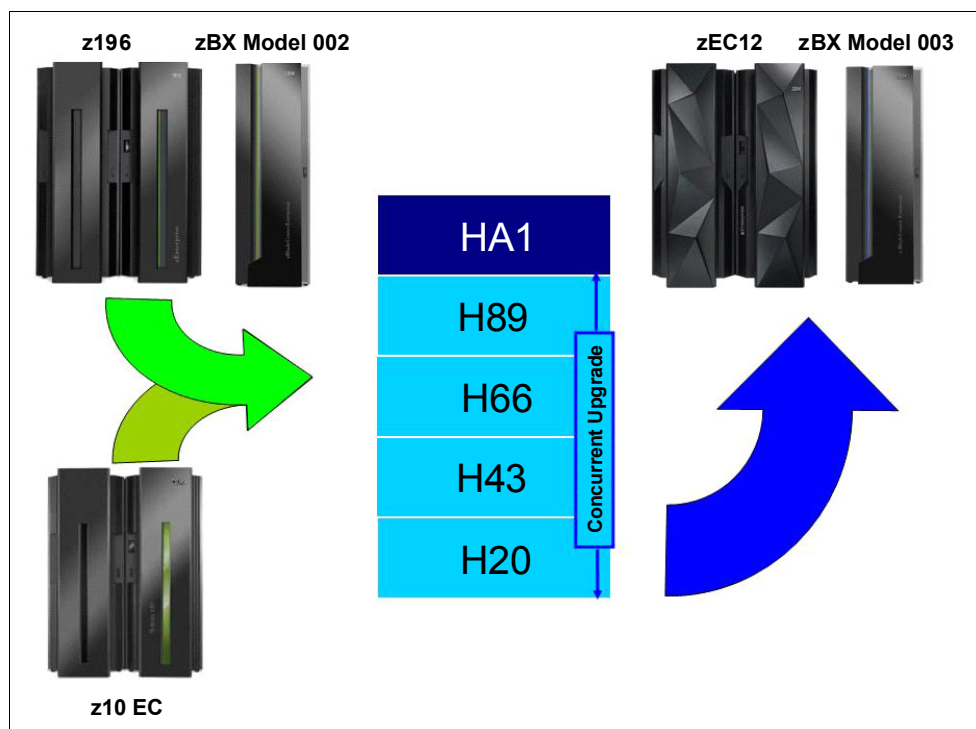 z196
zBX Model 002
zEC12
zBX Model 003
HA1
H89
H66
H43
H20
Concurrent Upgrade
z10 EC